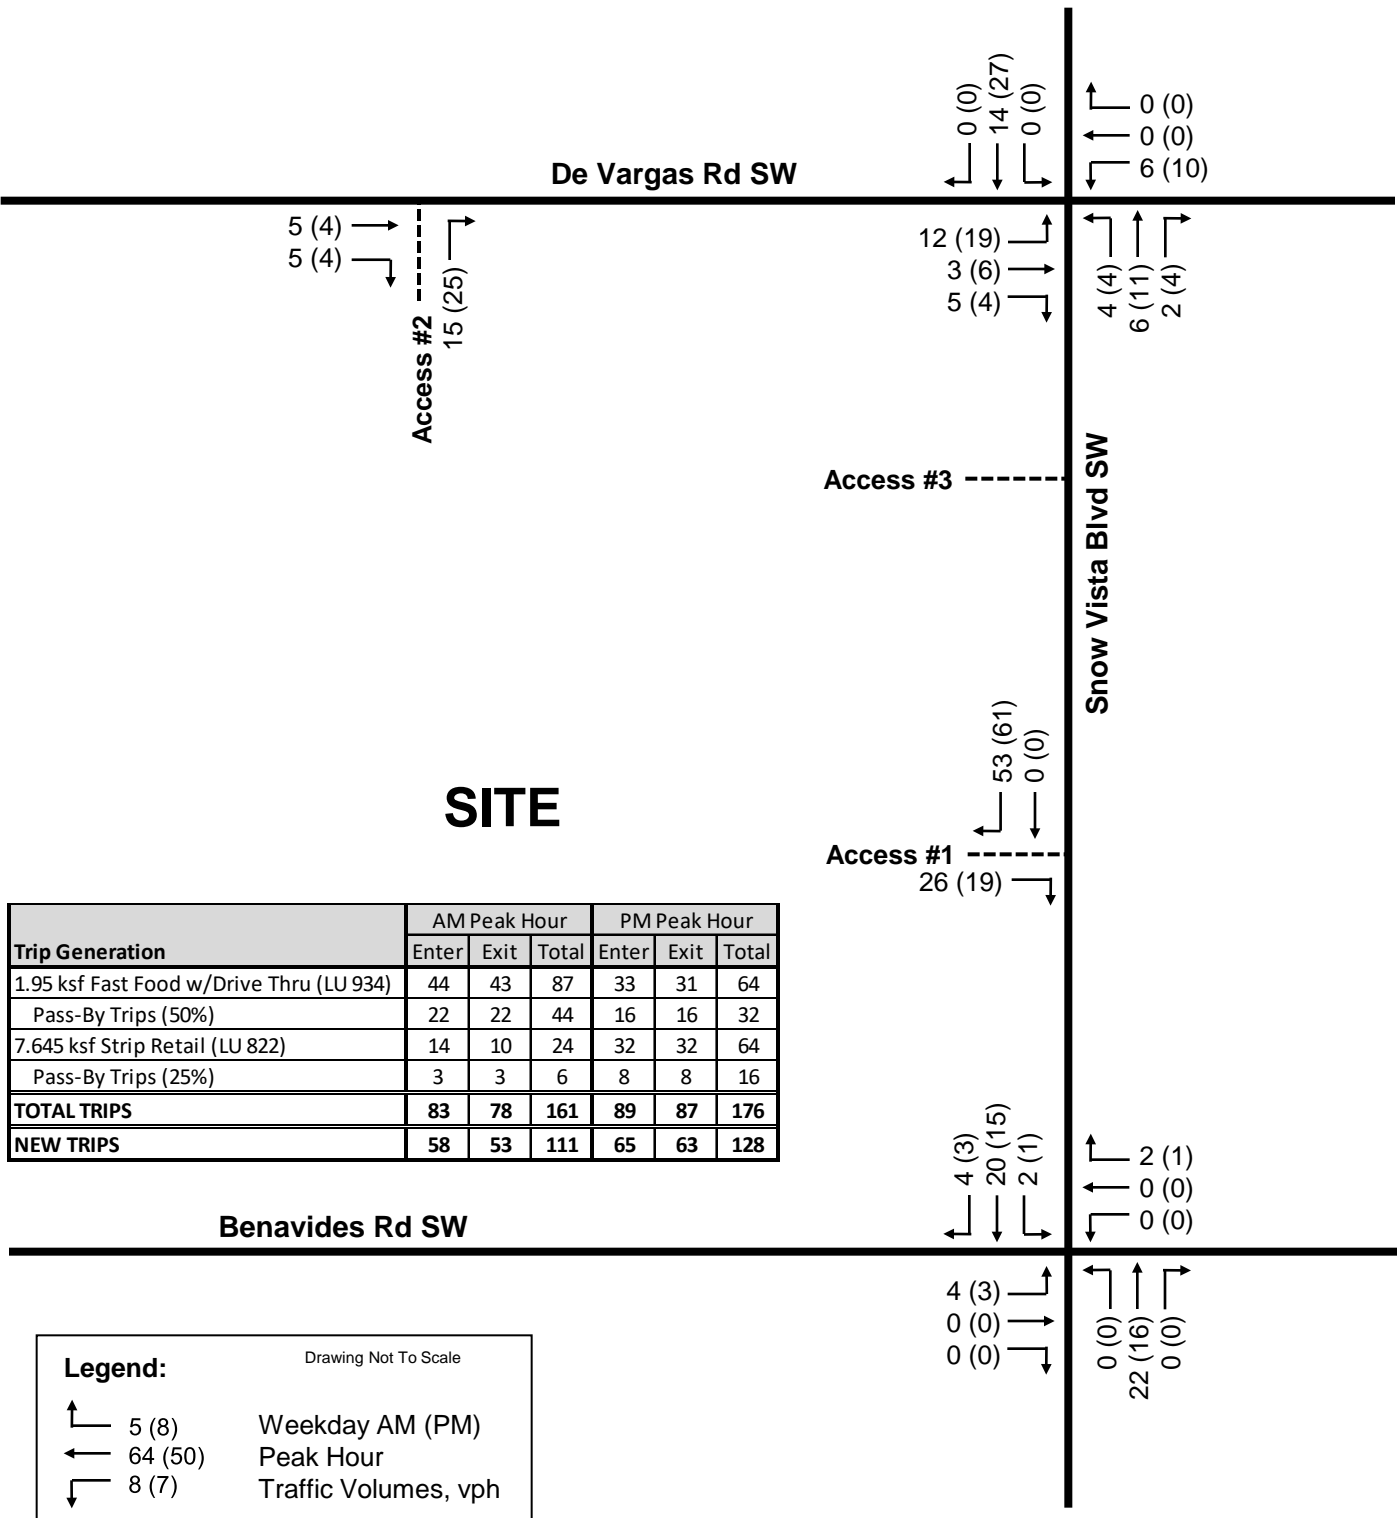 0 (0)
14 (27)
0 (0)
0 (0)
0 (0)
6 (10)
De Vargas Rd SW
5 (4)
5 (4)
15 (25)
Access #2
12 (19)
3 (6)
5 (4)
4 (4)
6 (11)
2 (4)
Access #3
Snow Vista Blvd SW
53 (61)
0 (0)
SITE
Access #1
26 (19)
AM Peak Hour PM Peak Hour
Trip Generation Enter Exit Total Enter Exit Total
1.95 ksf Fast Food w/Drive Thru (LU 934) 44 43 87 33 31 64
Pass-By Trips (50%) 22 22 44 16 16 32
7.645 ksf Strip Retail (LU 822) 14 10 24 32 32 64
Pass-By Trips (25%) 3 3 6 8 8 16
TOTAL TRIPS 83 78 161 89 87 176
NEW TRIPS 58 53 111 65 63 128
4 (3)
20 (15)
2 (1)
2 (1)
0 (0)
0 (0)
Benavides Rd SW
4 (3)
0 (0)
0 (0)
0 (0)
22 (16)
0 (0)
Legend: Drawing Not To Scale
5 (8) Weekday AM (PM)
64 (50) Peak Hour
8 (7) Traffic Volumes, vph